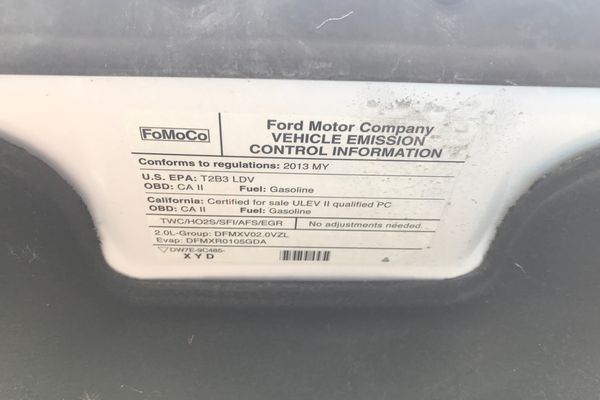 FoMoCo
Ford Motor Company
VEHICLE EMISSION
CONTROL INFORMATION
Conforms to regulations: 2013 MY
U.S. EPA: T2B3 LDV
OBD: CA II Fuel: Gasoline
California: Certified for sale ULEV II qualified PC
OBD: CA II Fuel: Gasoline
TWC/HO2S/SFI/AFS/EGR No adjustments needed.
2.0L-Group: DFMXV02.0VZL
Evap: DFMXR0105GDA
DW7E-9C485-
XYD